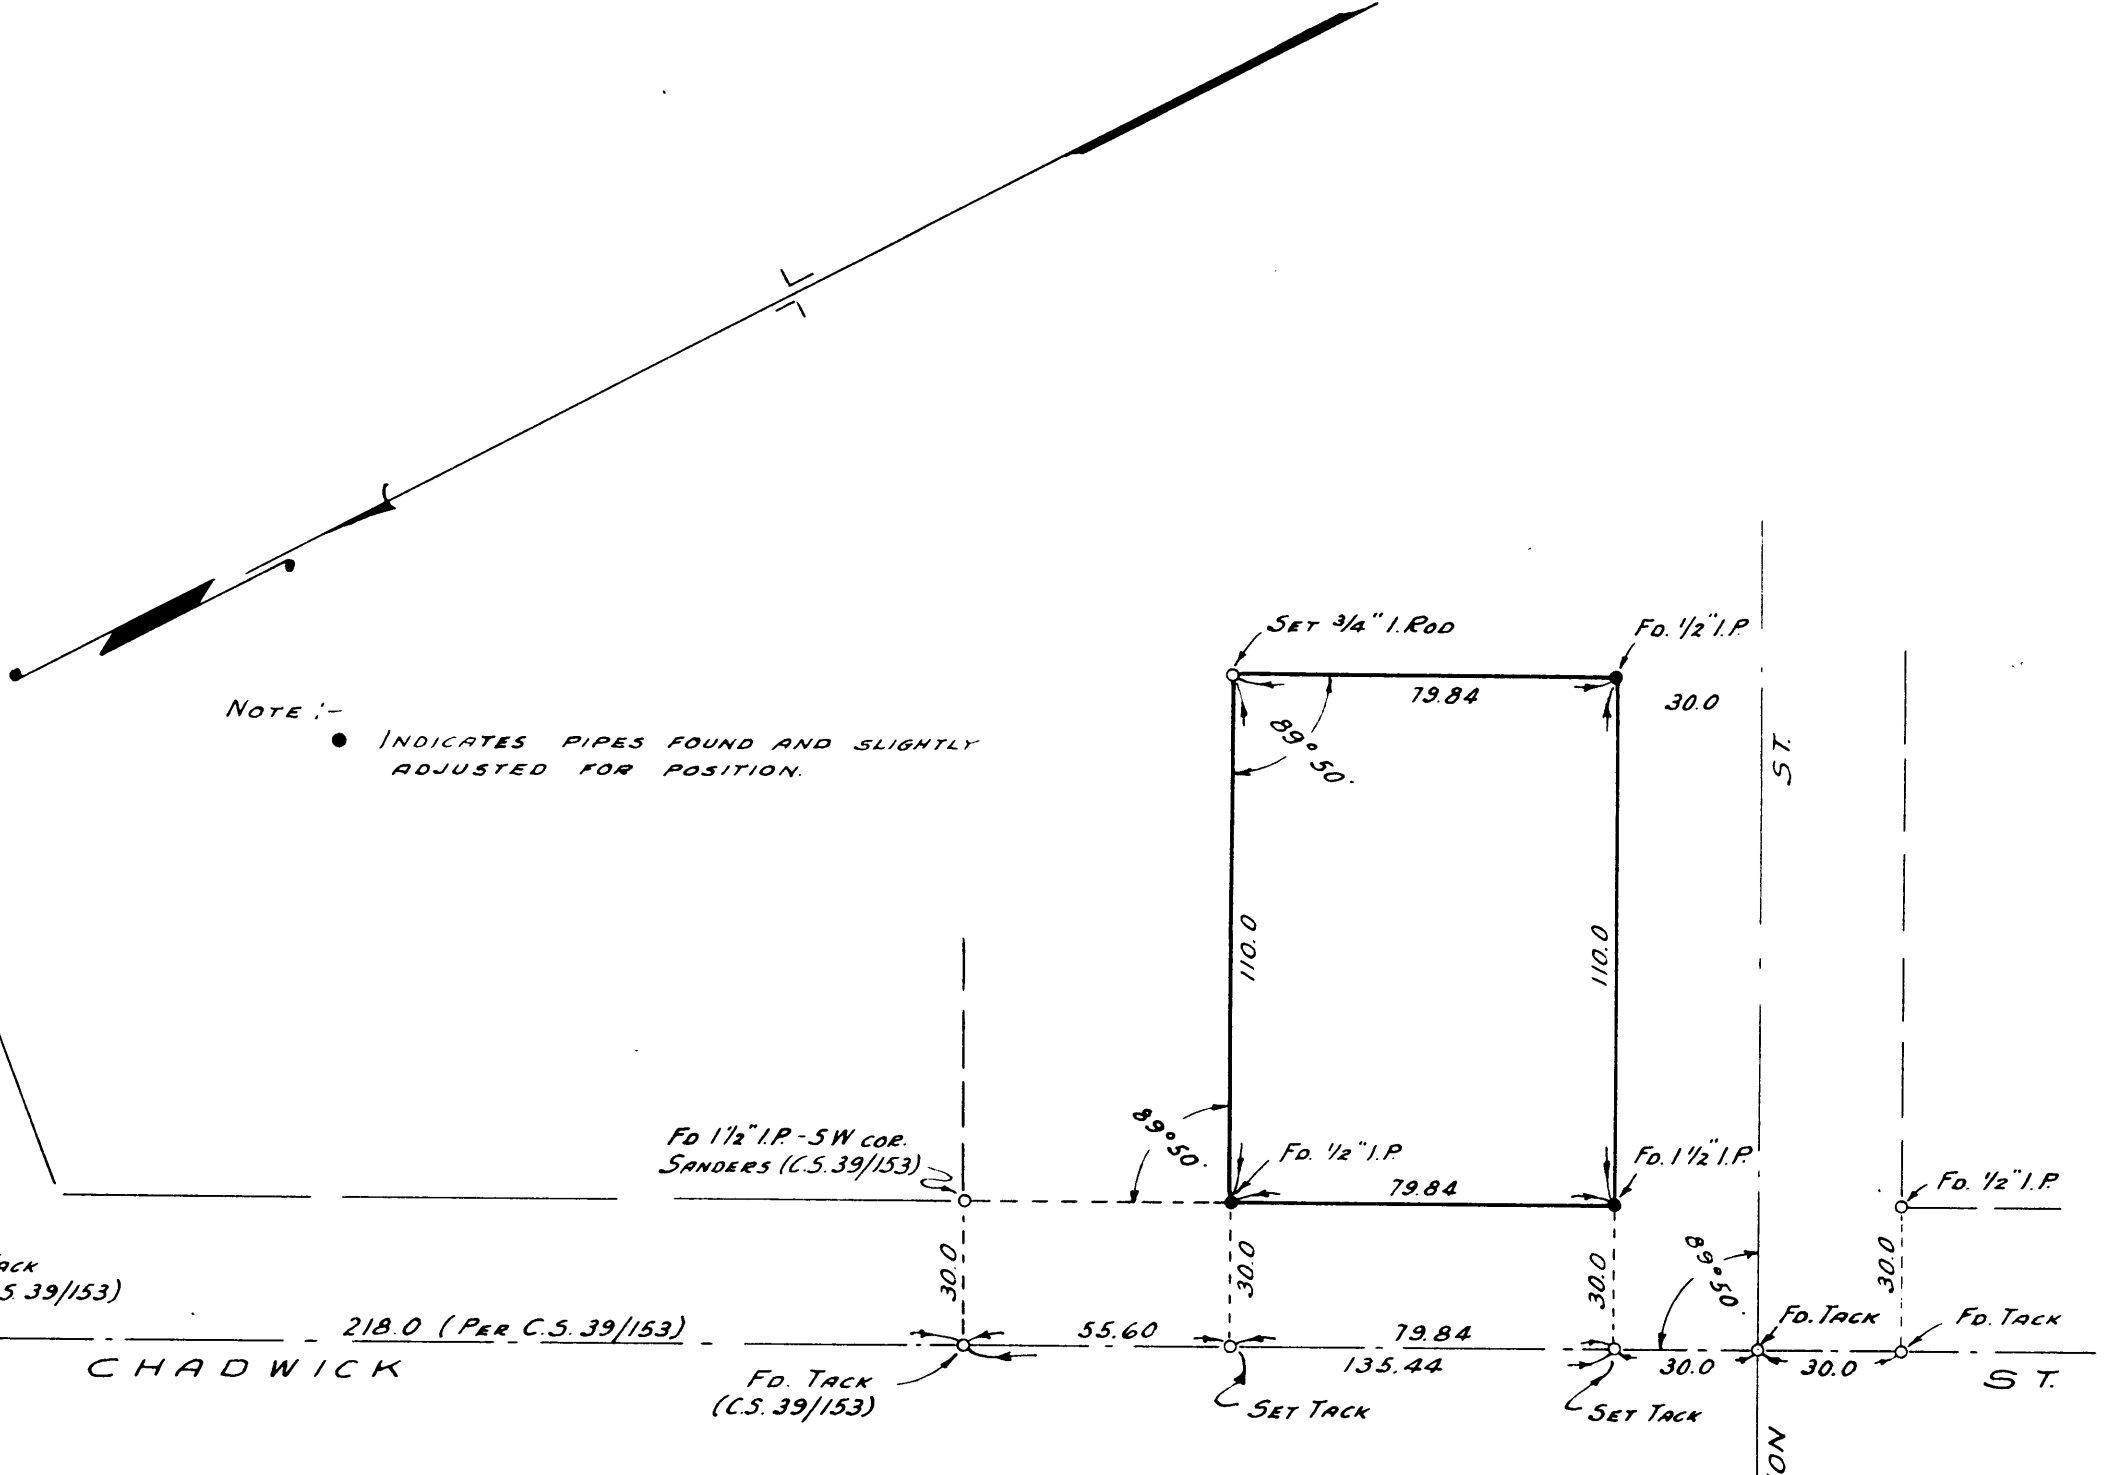 SET 3/4" I. ROD
FD. 1/2" I.P.
79.84
30.0
89° 50'
ST.
NOTE :-
● INDICATES PIPES FOUND AND SLIGHTLY
ADJUSTED FOR POSITION.
110.0
110.0
89° 50'
FD 1 1/2" I.P. - SW COR.
SANDERS (C.S. 39/153)
FD. 1/2" I.P.
FD. 1 1/2" I.P.
79.84
FD. 1/2" I.P.
30.0
30.0
30.0
89° 50'
30.0
S. 39/153)
218.0 (PER C.S. 39/153)
55.60
79.84
135.44
FD. TACK
FD. TACK
30.0
30.0
CHADWICK
ST.
FD. TACK
(C.S. 39/153)
SET TACK
SET TACK
ON